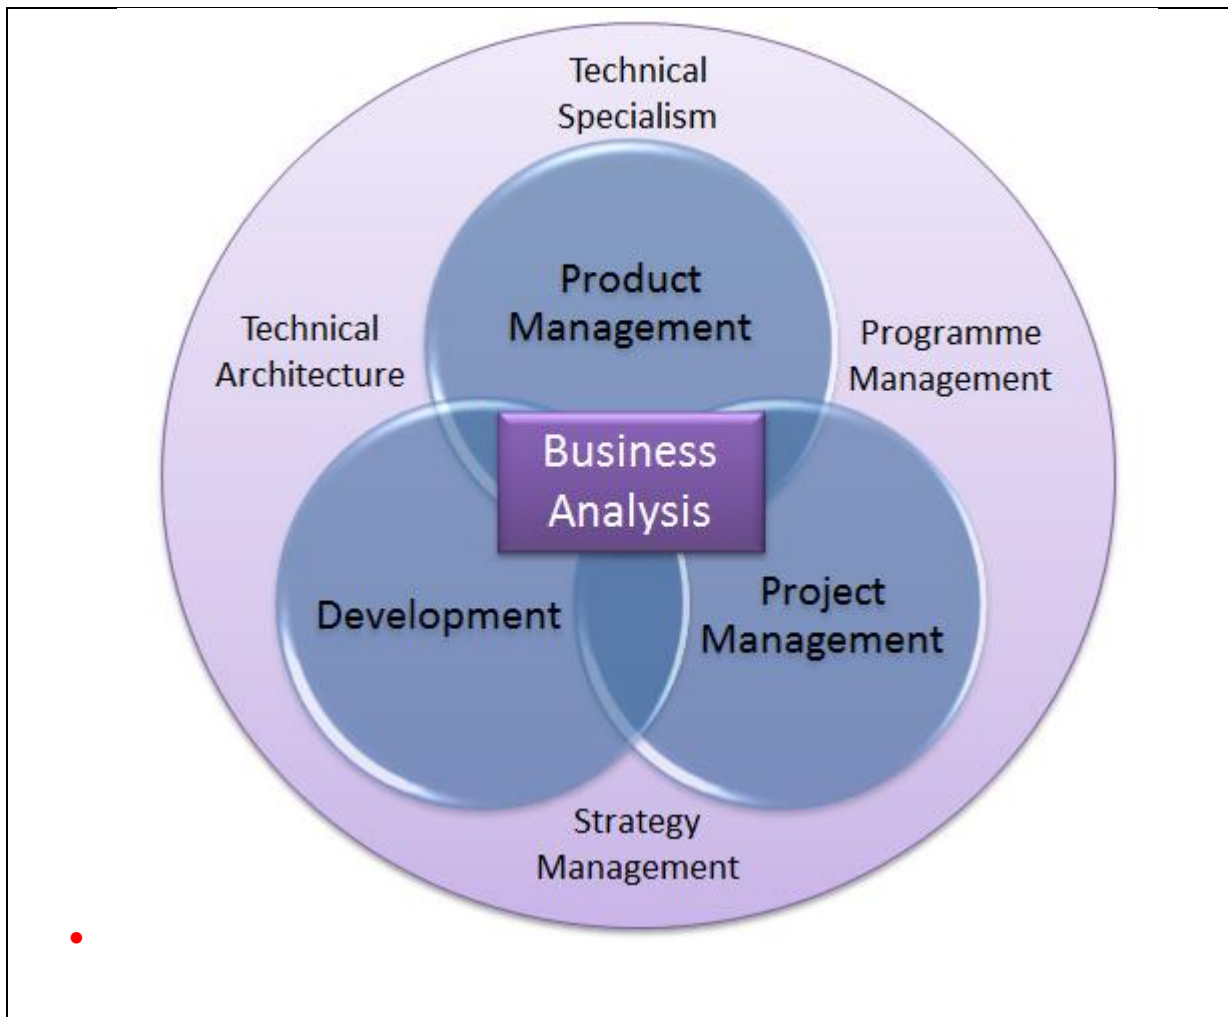 Technical
Specialism
Product
Management
Technical
Architecture
Programme
Management
Business
Analysis
Development
Project
Management
Strategy
Management